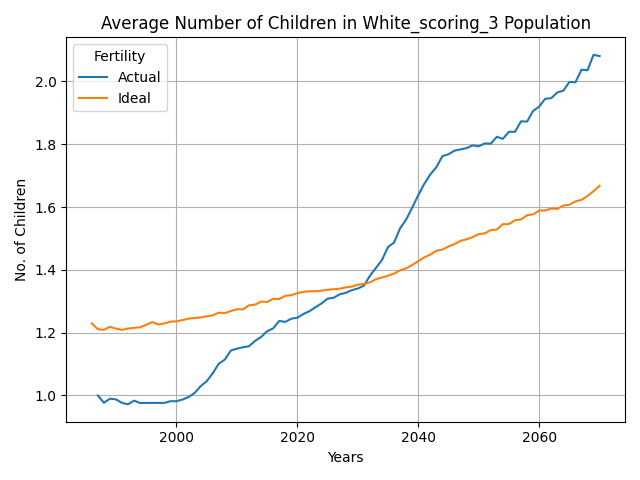 Average Number of Children in White_scoring_3 Population
Fertility
Actual
Ideal
No. of Children
2.0
1.8
1.6
1.4
1.2
1.0
2000 2020 2040 2060
Years